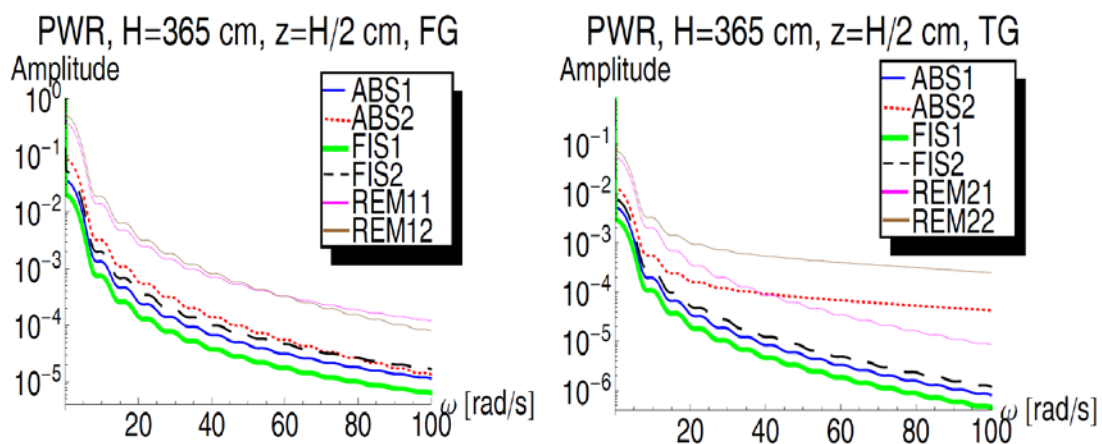 PWR, H=365 cm, z=H/2 cm, FG
Amplitude
ABS1
ABS2
FIS1
FIS2
REM11
REM12
10^0
10^-1
10^-2
10^-3
10^-4
10^-5
20 40 60 80 100
ω [rad/s]
PWR, H=365 cm, z=H/2 cm, TG
Amplitude
ABS1
ABS2
FIS1
FIS2
REM21
REM22
10^-1
10^-2
10^-3
10^-4
10^-5
10^-6
20 40 60 80 100
ω [rad/s]